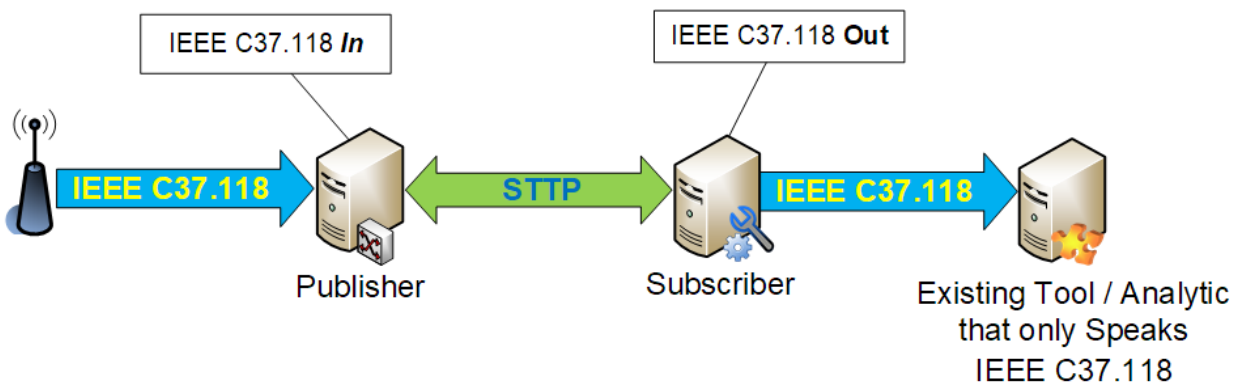 IEEE C37.118 In
IEEE C37.118 Out
IEEE C37.118
STTP
IEEE C37.118
Publisher
Subscriber
Existing Tool / Analytic
that only Speaks
IEEE C37.118